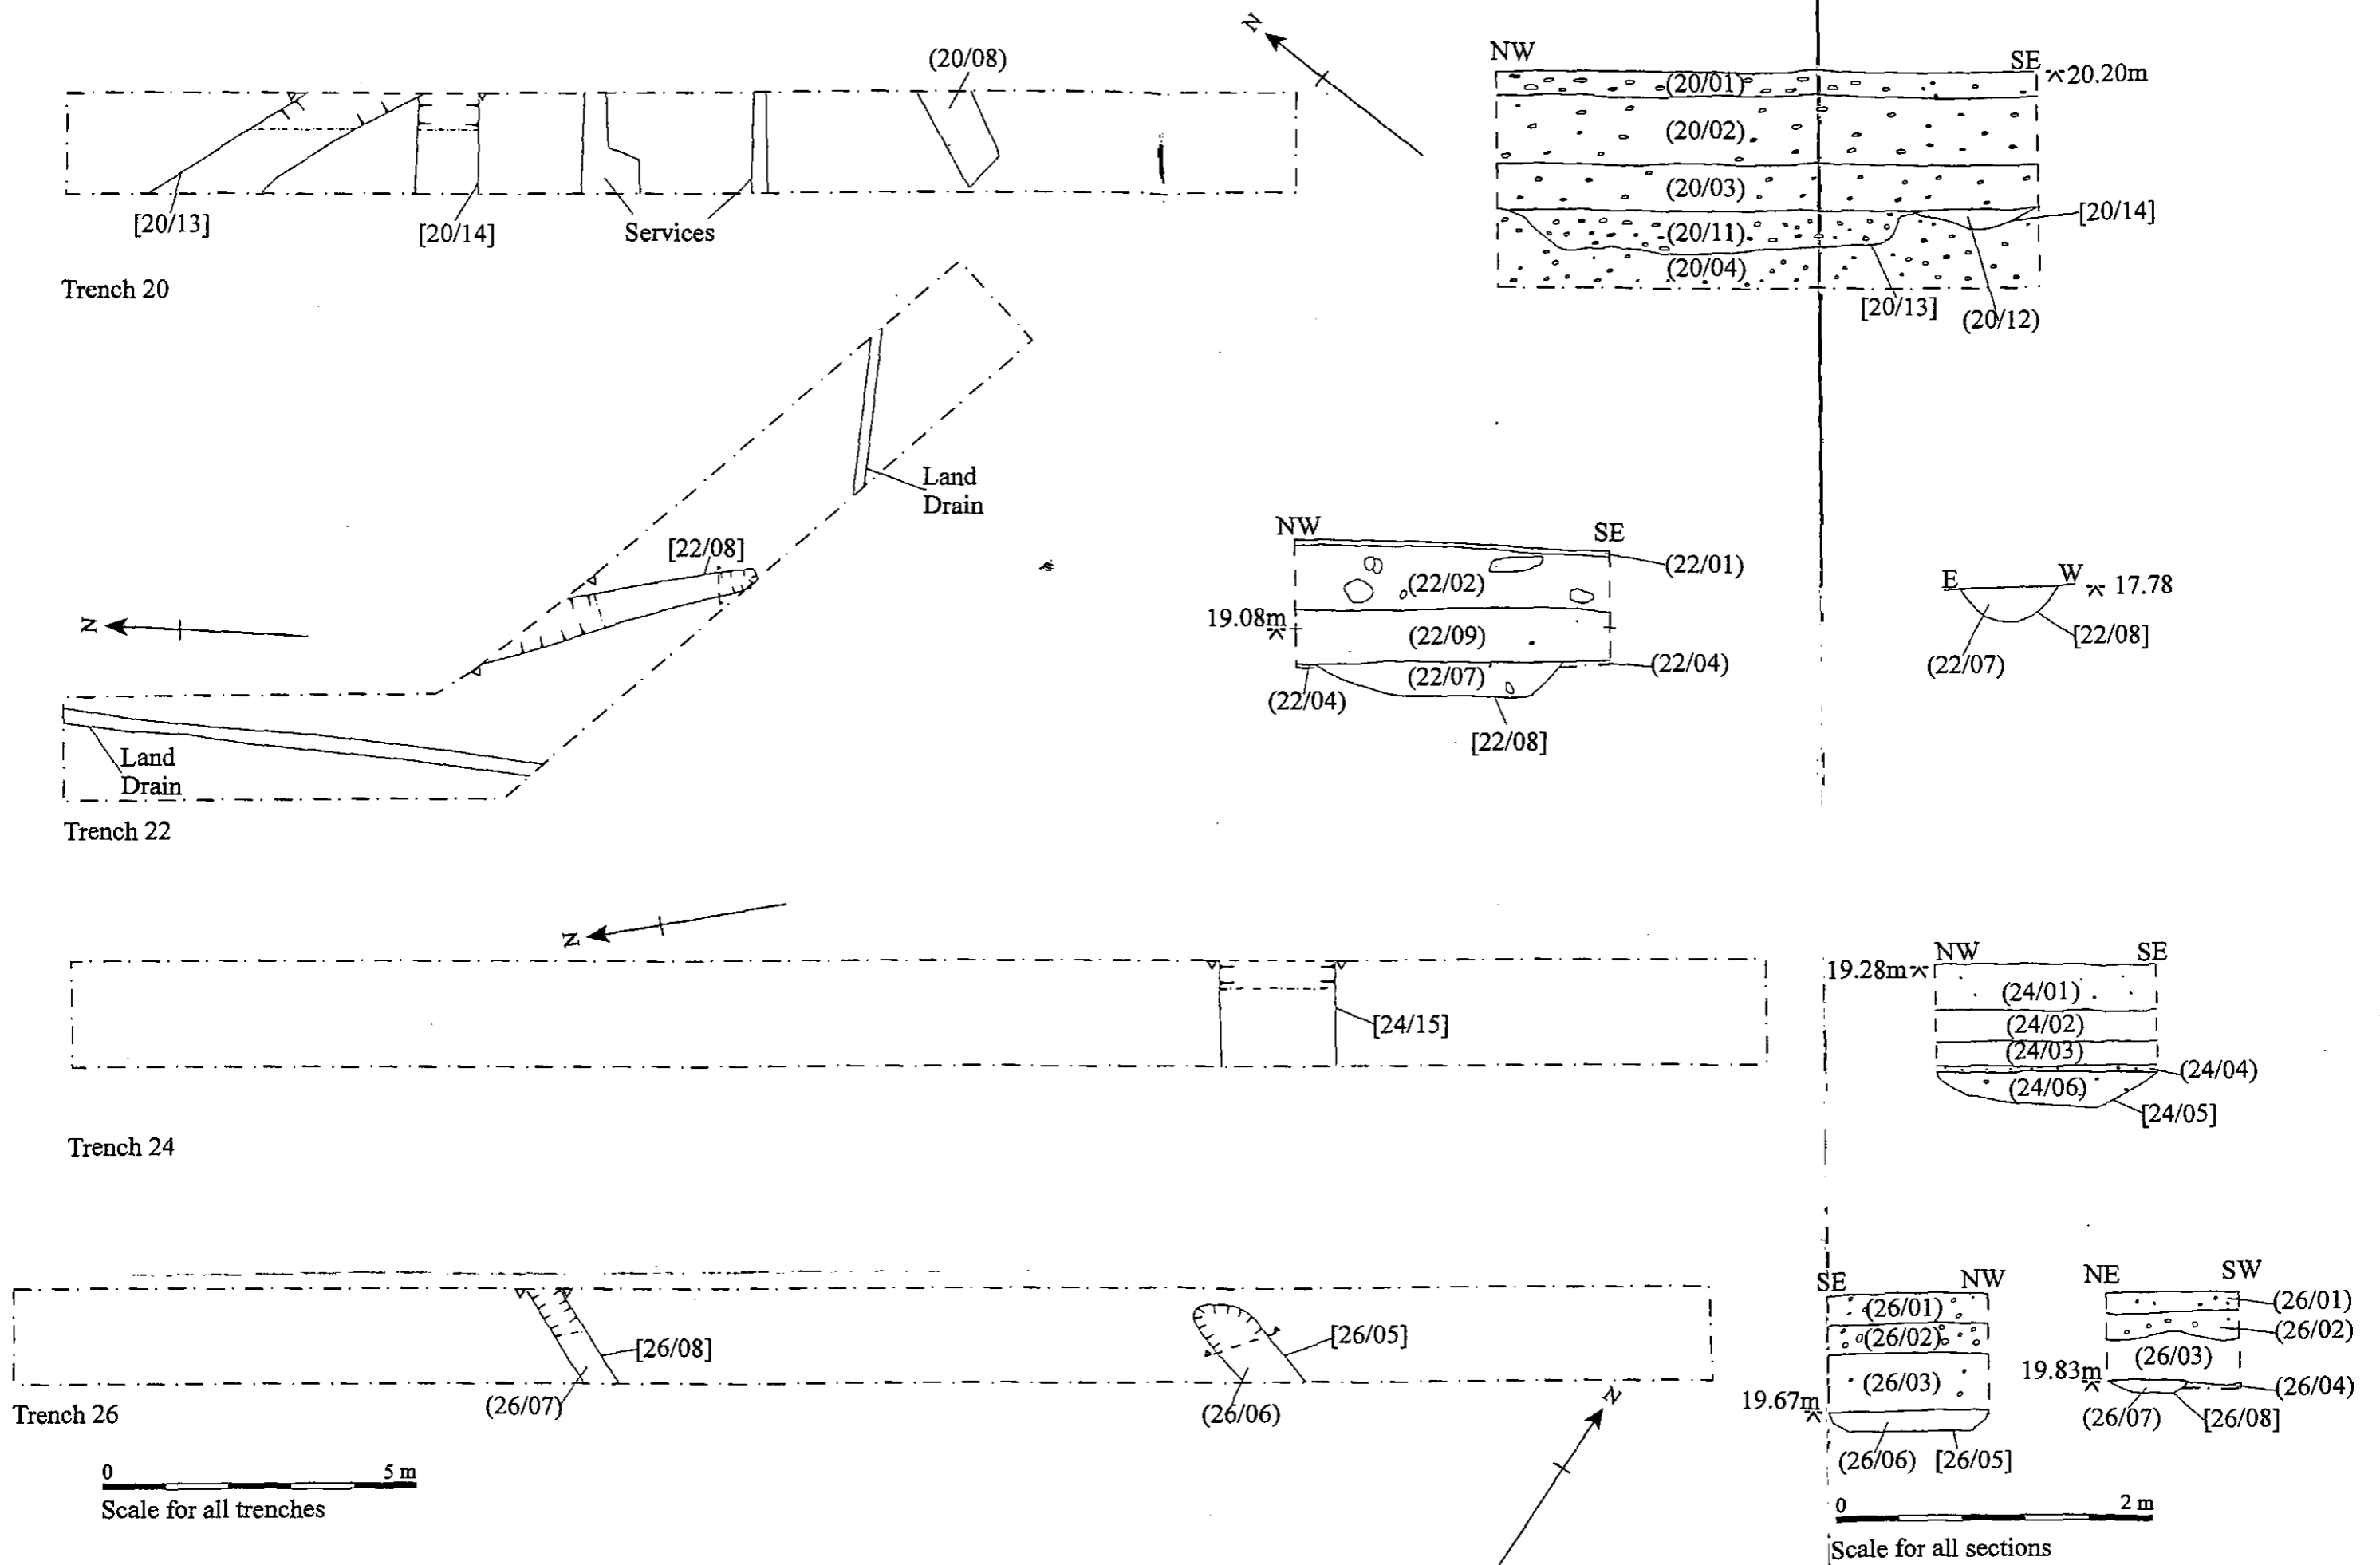 (20/08)
N
[20/13]
[20/14]
Services
Trench 20
NW
SE
20.20m
(20/01)
(20/02)
(20/03)
(20/11)
(20/04)
[20/14]
[20/13]
(20/12)
Land
Drain
[22/08]
N
Land
Drain
Trench 22
NW
SE
(22/01)
(22/02)
19.08m
(22/09)
(22/04)
(22/07)
(22/04)
[22/08]
E
W
17.78
[22/08]
(22/07)
N
[24/15]
Trench 24
NW
SE
19.28m
(24/01)
(24/02)
(24/03)
(24/04)
(24/06)
[24/05]
[26/08]
(26/07)
[26/05]
(26/06)
Trench 26
N
SE
NW
(26/01)
(26/02)
(26/03)
19.67m
(26/06)
[26/05]
NE
SW
(26/01)
(26/02)
(26/03)
19.83m
(26/04)
(26/07)
[26/08]
0
5 m
Scale for all trenches
0
2 m
Scale for all sections